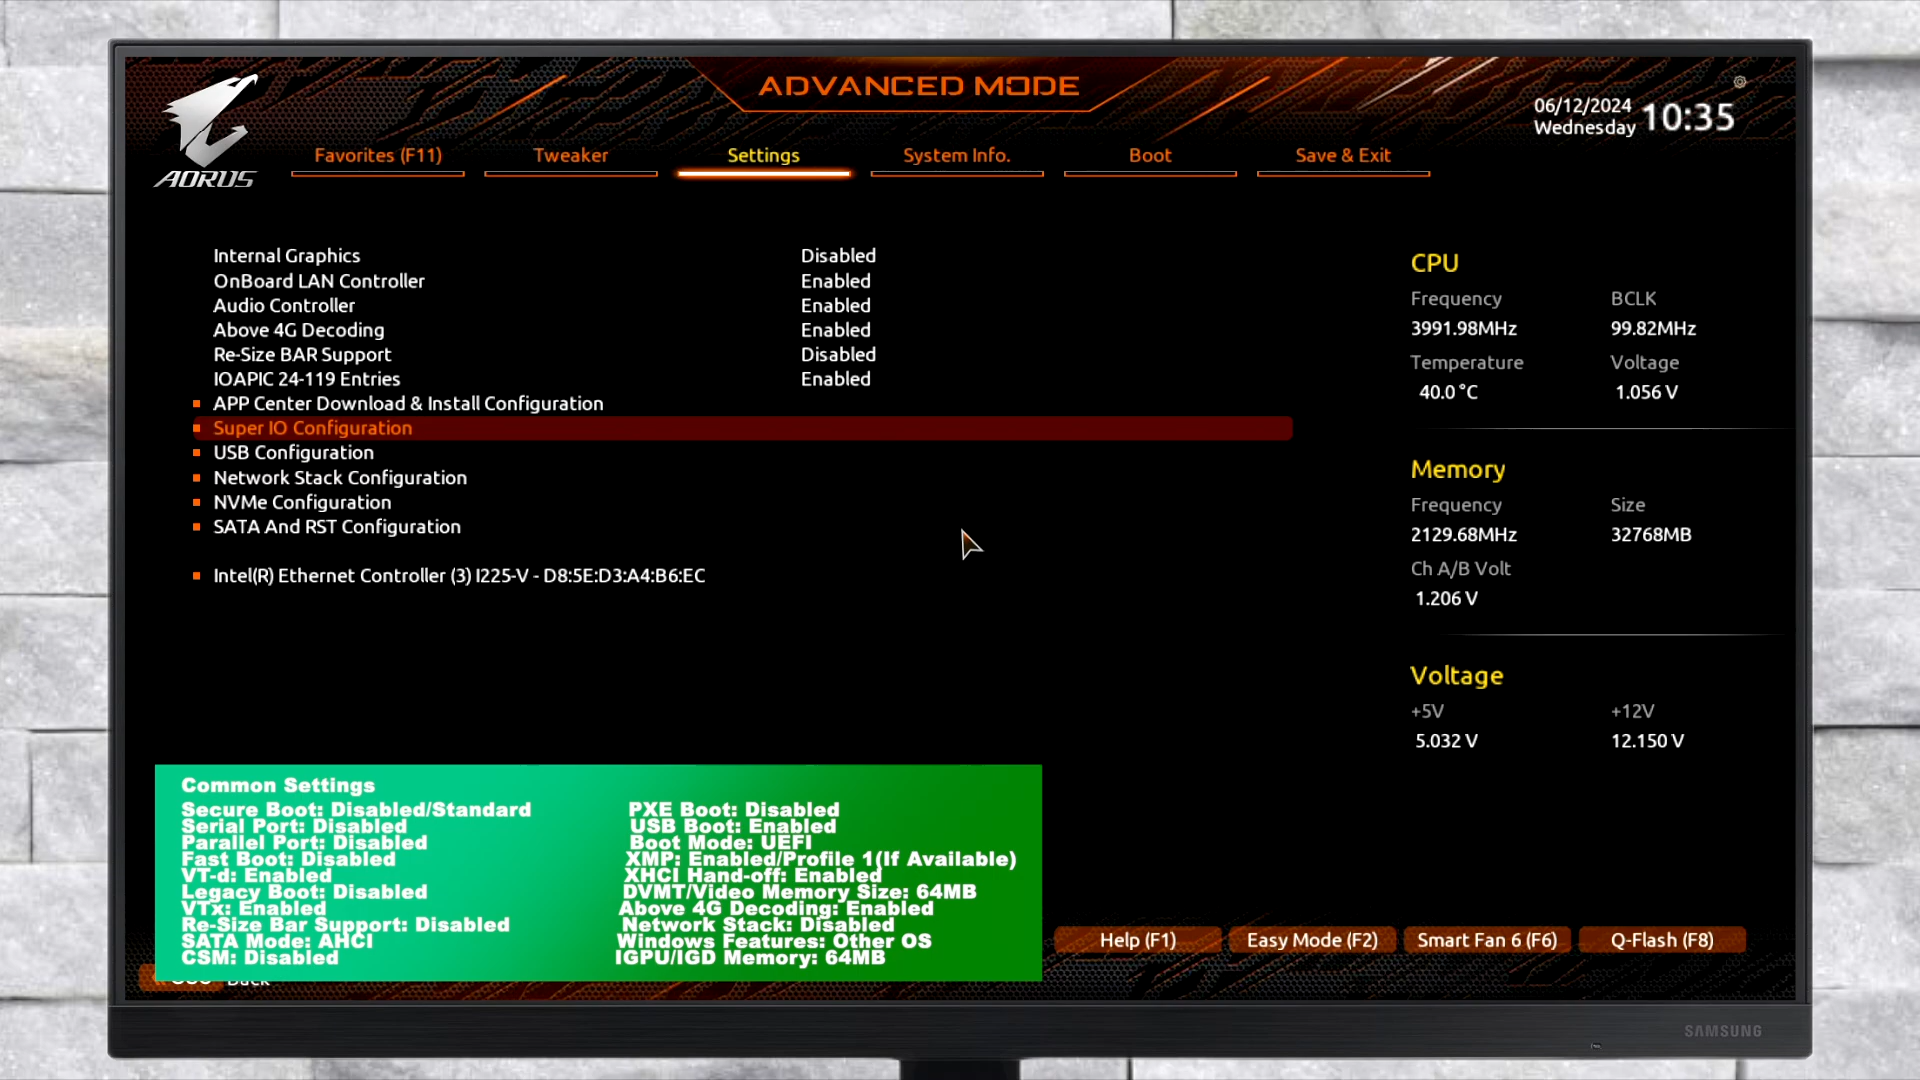 ADVANCED MODE
06/12/2024
Wednesday
10:35
AORUS
Favorites (F11)
Tweaker
Settings
System Info.
Boot
Save & Exit
Internal Graphics Disabled
OnBoard LAN Controller Enabled
Audio Controller Enabled
Above 4G Decoding Enabled
Re-Size BAR Support Disabled
IOAPIC 24-119 Entries Enabled
APP Center Download & Install Configuration
Super IO Configuration
USB Configuration
Network Stack Configuration
NVMe Configuration
SATA And RST Configuration
Intel(R) Ethernet Controller (3) I225-V - D8:5E:D3:A4:B6:EC
CPU
Frequency BCLK
3991.98MHz 99.82MHz
Temperature Voltage
40.0 °C 1.056 V
Memory
Frequency Size
2129.68MHz 32768MB
Ch A/B Volt
1.206 V
Voltage
+5V +12V
5.032 V 12.150 V
Common Settings
Secure Boot: Disabled/Standard
Serial Port: Disabled
Parallel Port: Disabled
Fast Boot: Disabled
VT-d: Enabled
Legacy Boot: Disabled
VTx: Enabled
Re-Size Bar Support: Disabled
SATA Mode: AHCI
CSM: Disabled
PXE Boot: Disabled
USB Boot: Enabled
Boot Mode: UEFI
XMP: Enabled/Profile 1(If Available)
XHCI Hand-off: Enabled
DVMT/Video Memory Size: 64MB
Above 4G Decoding: Enabled
Network Stack: Disabled
Windows Features: Other OS
IGPU/IGD Memory: 64MB
Help (F1)
Easy Mode (F2)
Smart Fan 6 (F6)
Q-Flash (F8)
Back
SAMSUNG